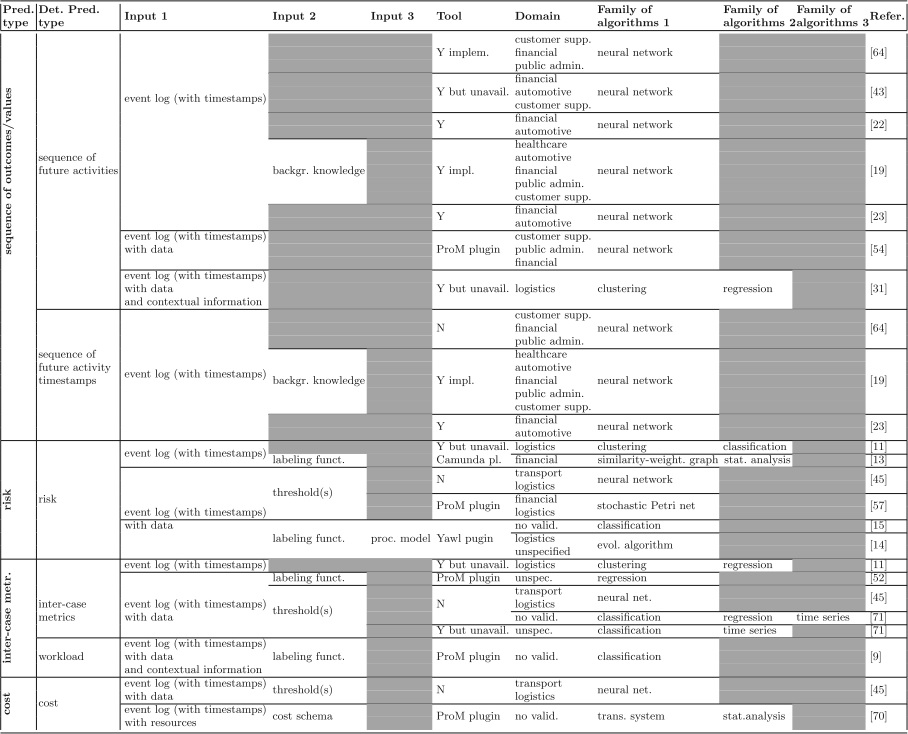 Pred. type Det. Pred. type Input 1 Input 2 Input 3 Tool Domain Family of algorithms 1 Family of algorithms 2 Family of algorithms 3 Refer.
sequence of outcomes/values
sequence of
future activities
event log (with timestamps)
Y implem.
customer supp.
financial
public admin.
neural network
[64]
Y but unavail.
financial
automotive
customer supp.
neural network
[43]
Y
financial
automotive
neural network
[22]
backgr. knowledge
Y impl.
healthcare
automotive
financial
public admin.
customer supp.
neural network
[19]
Y
financial
automotive
neural network
[23]
event log (with timestamps)
with data
ProM plugin
customer supp.
public admin.
financial
neural network
[54]
event log (with timestamps)
with data
and contextual information
Y but unavail. logistics clustering regression [31]
sequence of
future activity
timestamps
event log (with timestamps)
N
customer supp.
financial
public admin.
neural network
[64]
backgr. knowledge
Y impl.
healthcare
automotive
financial
public admin.
customer supp.
neural network
[19]
Y
financial
automotive
neural network
[23]
risk
risk
event log (with timestamps)
Y but unavail. logistics clustering classification [11]
labeling funct. Camunda pl. financial similarity-weight. graph stat. analysis [13]
event log (with timestamps)
with data
threshold(s)
N
transport
logistics
neural network
[45]
ProM plugin
financial
logistics
stochastic Petri net
[57]
labeling funct. proc. model Yawl pugin
no valid. classification [15]
logistics
unspecified
evol. algorithm
[14]
inter-case metr.
inter-case
metrics
event log (with timestamps)
Y but unavail. logistics clustering regression [11]
event log (with timestamps)
with data
labeling funct. ProM plugin unspec. regression [52]
threshold(s)
N
transport
logistics
neural net.
[45]
no valid. classification regression time series [71]
Y but unavail. unspec. classification time series [71]
workload
event log (with timestamps)
with data
and contextual information
labeling funct. ProM plugin no valid. classification [9]
cost
cost
event log (with timestamps)
with data
threshold(s)
N
transport
logistics
neural net.
[45]
event log (with timestamps)
with resources
cost schema ProM plugin no valid. trans. system stat.analysis [70]